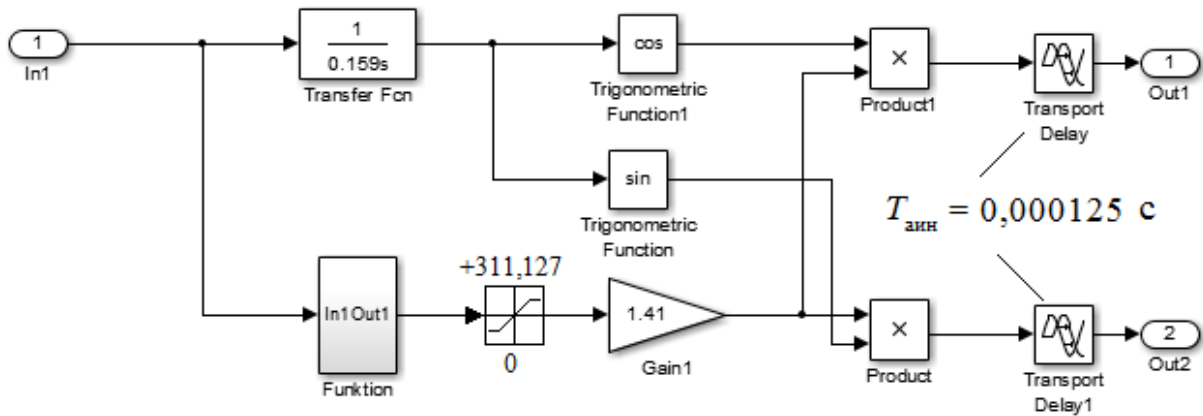 1
In1
1
0.159s
Transfer Fcn
cos
Trigonometric
Function1
×
Product1
Transport
Delay
1
Out1
sin
Trigonometric
Function
Tаин = 0,000125 с
In1Out1
Funktion
+311,127
0
1.41
Gain1
×
Product
Transport
Delay1
2
Out2